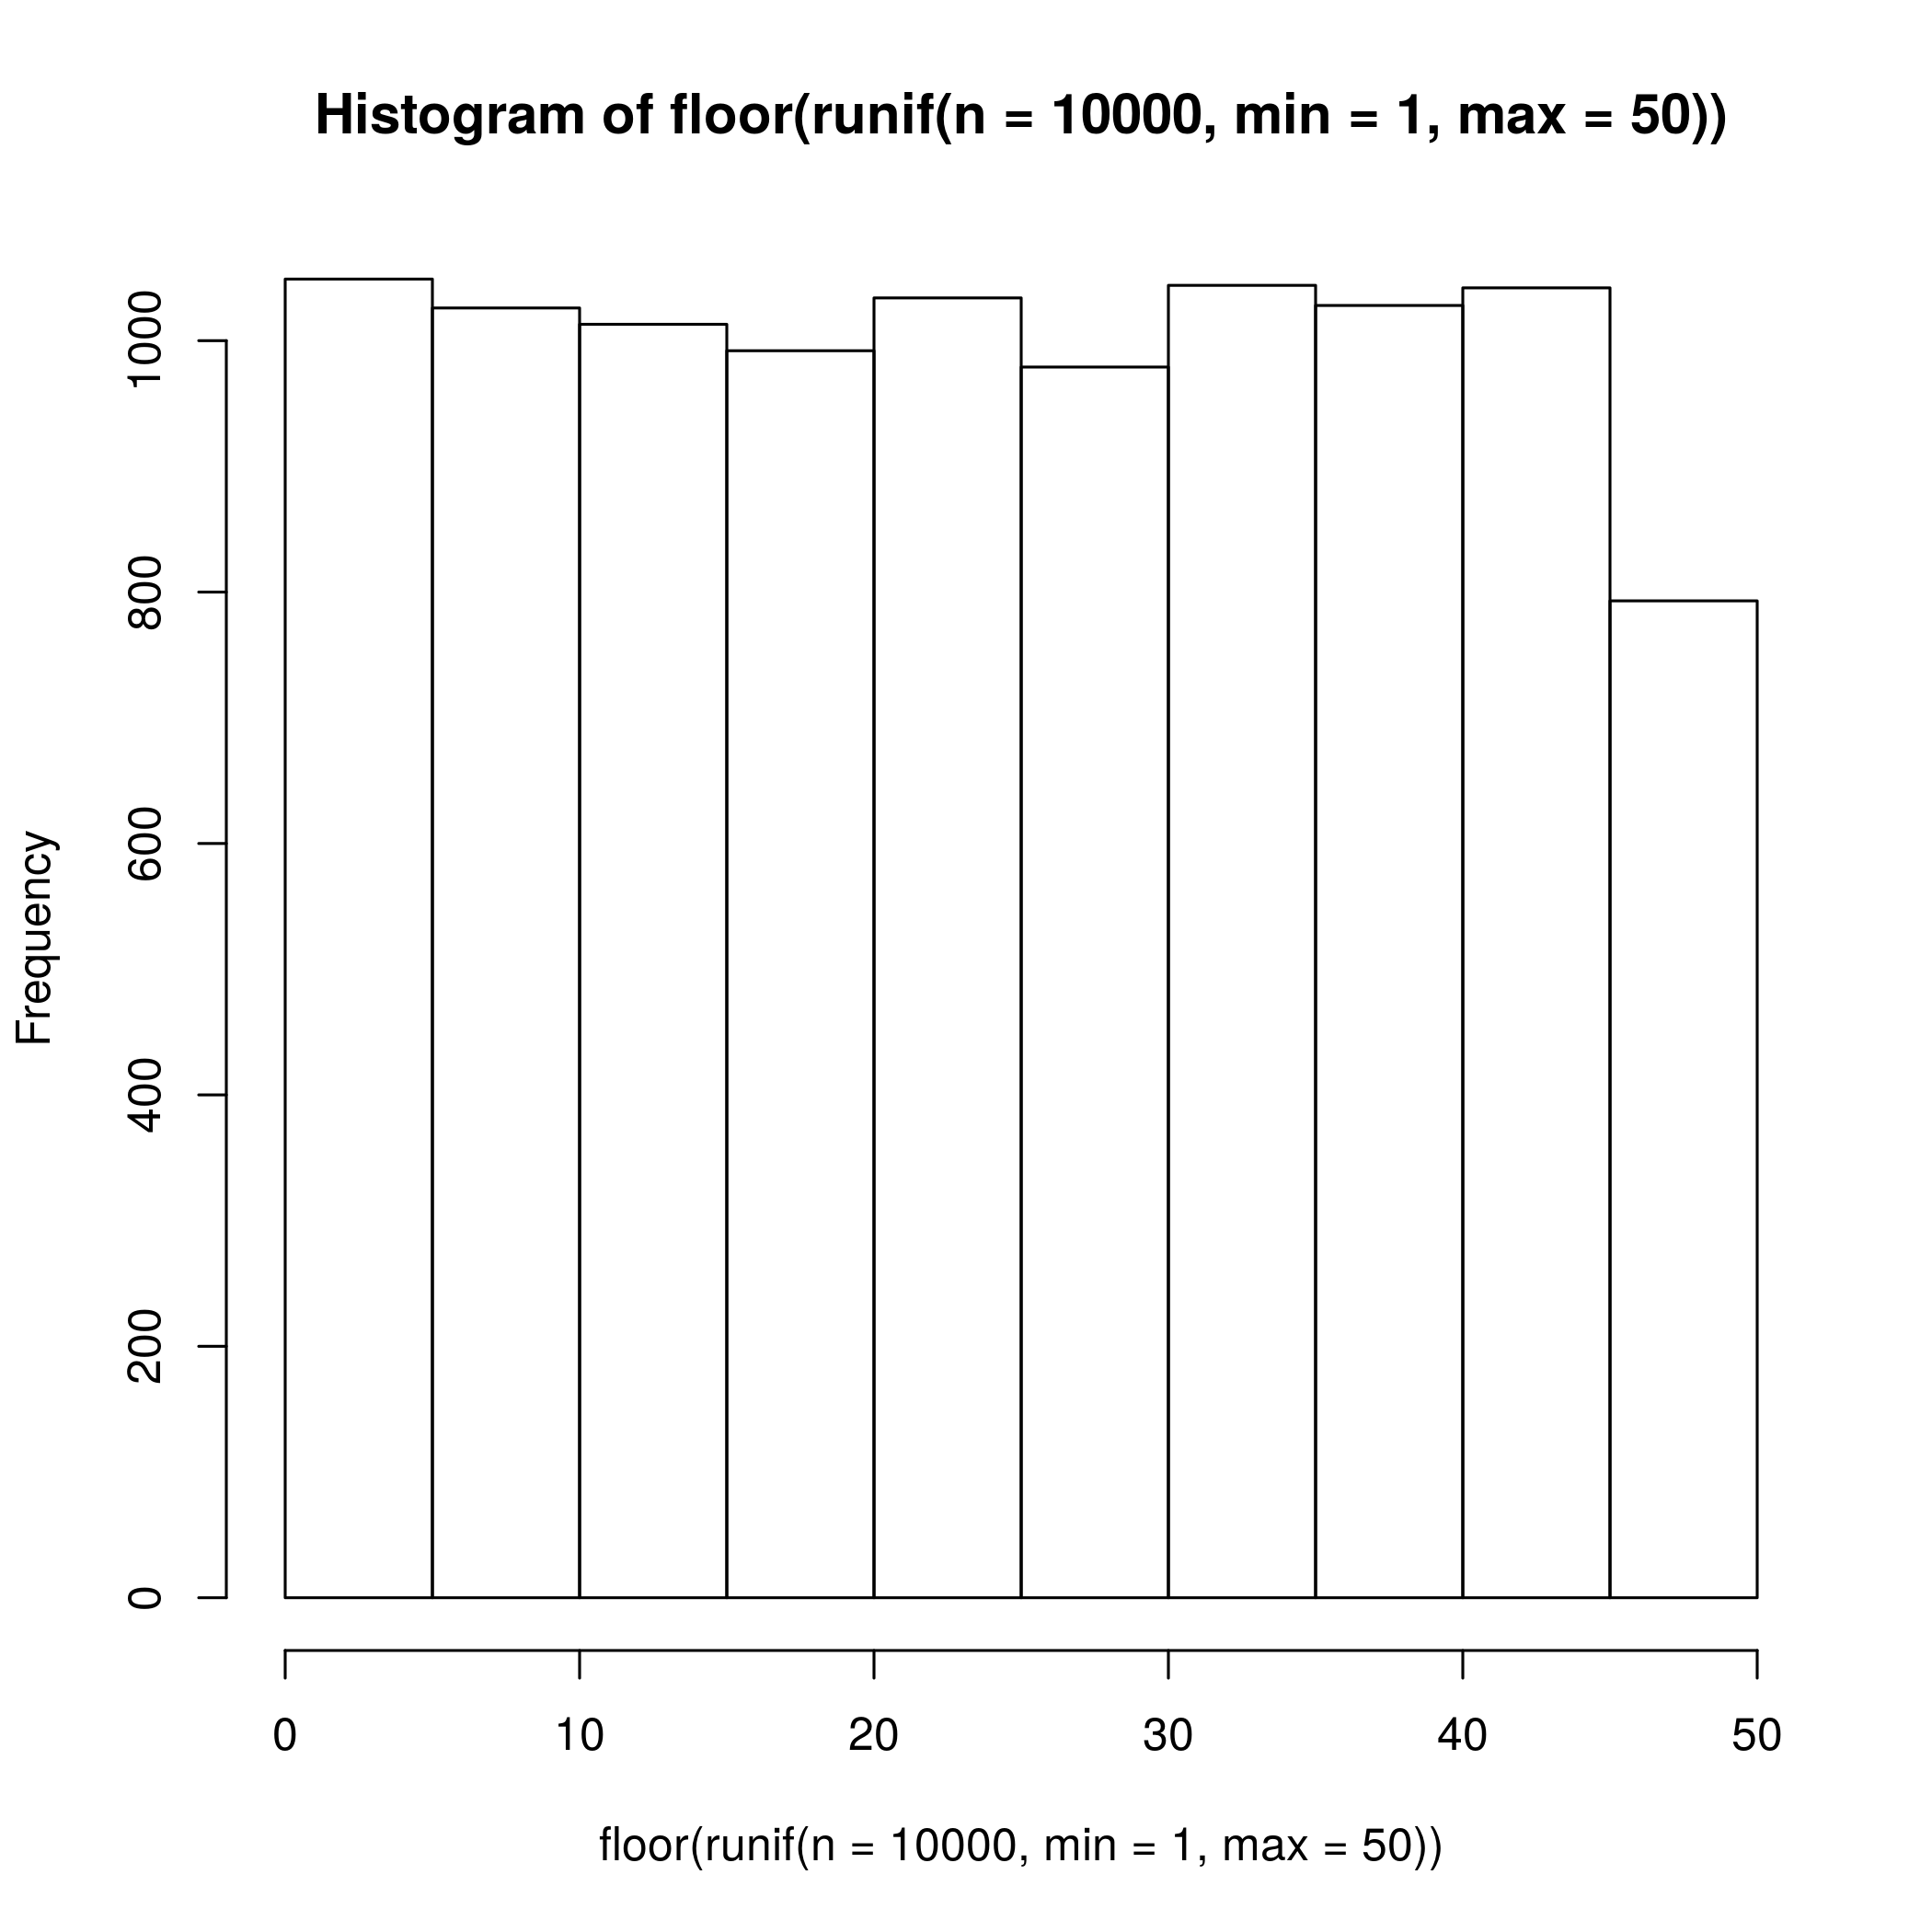 Histogram of floor(runif(n = 10000, min = 1, max = 50))
Frequency
1000
800
600
400
200
0
0 10 20 30 40 50
floor(runif(n = 10000, min = 1, max = 50))